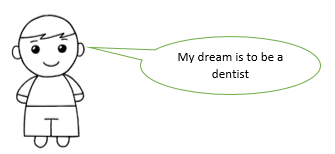 My dream is to be a
dentist